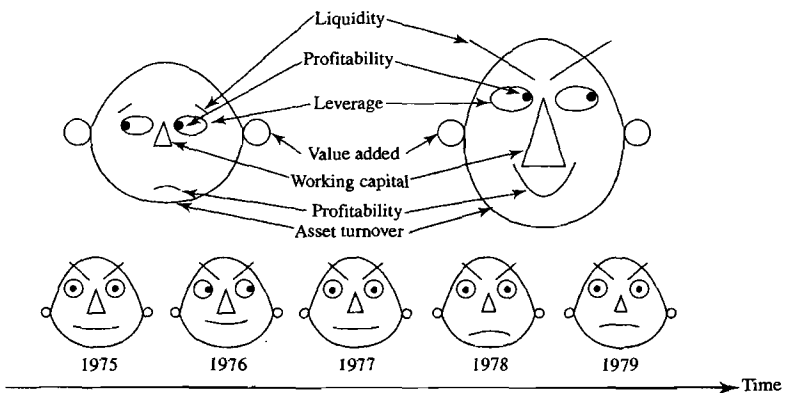 Liquidity
Profitability
Leverage
Value added
Working capital
Profitability
Asset turnover
1975 1976 1977 1978 1979
Time